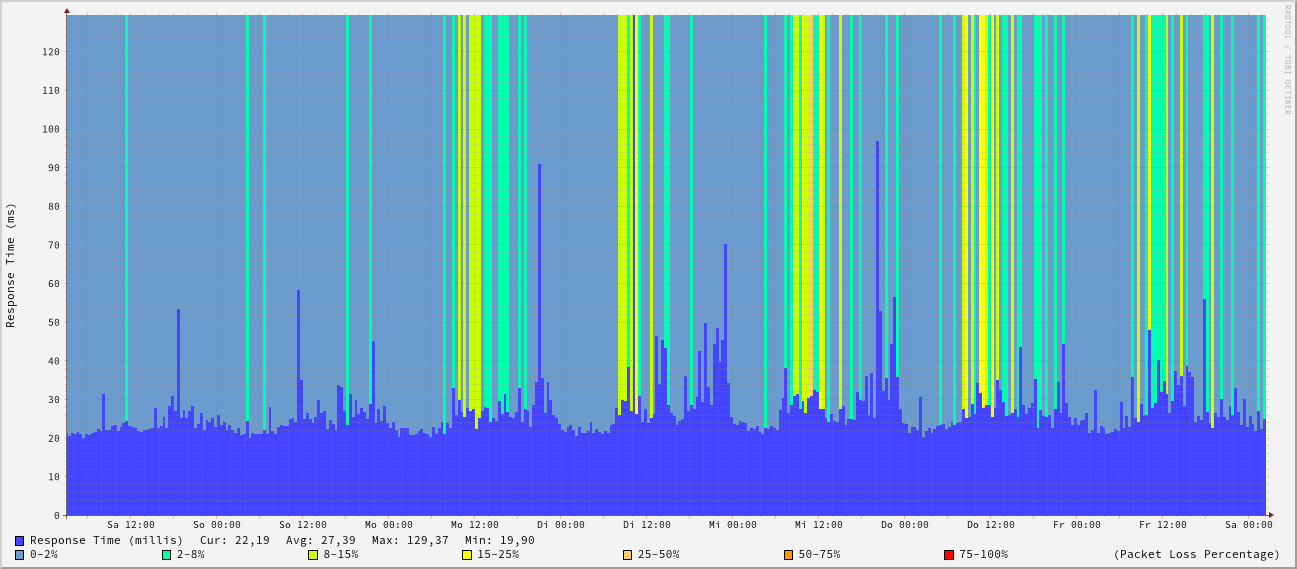 RRDTOOL / TOBI OETIKER
Response Time (ms)
120
110
100
90
80
70
60
50
40
30
20
10
0
Sa 12:00 So 00:00 So 12:00 Mo 00:00 Mo 12:00 Di 00:00 Di 12:00 Mi 00:00 Mi 12:00 Do 00:00 Do 12:00 Fr 00:00 Fr 12:00 Sa 00:00
Response Time (millis) Cur: 22,19 Avg: 27,39 Max: 129,37 Min: 19,90
0-2% 2-8% 8-15% 15-25% 25-50% 50-75% 75-100% (Packet Loss Percentage)